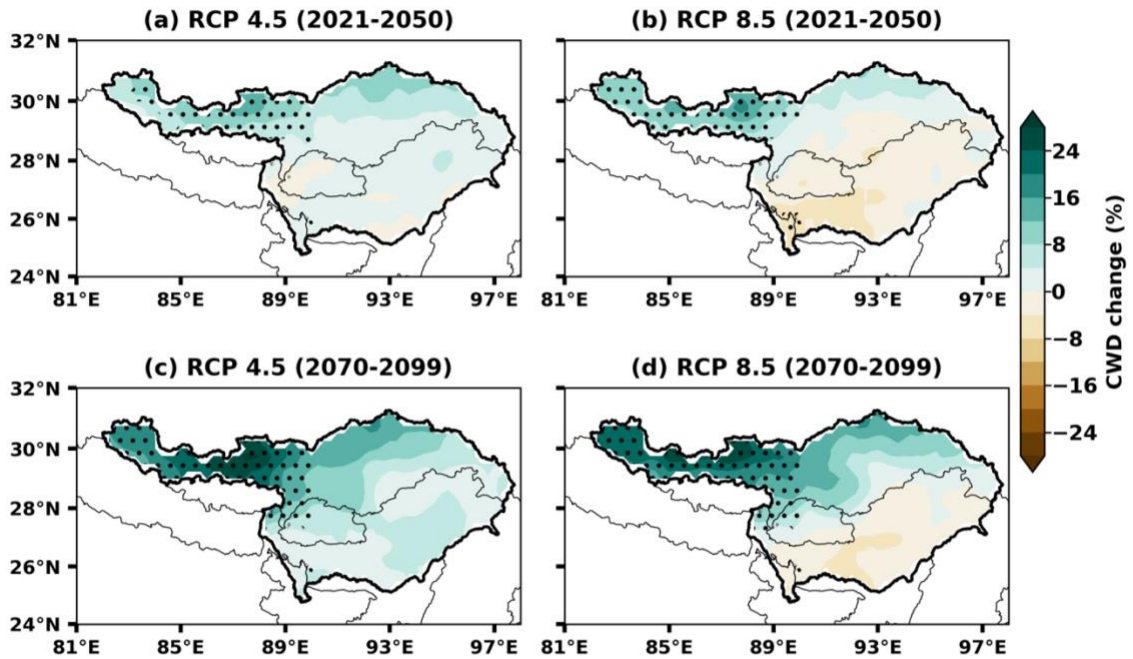 (a) RCP 4.5 (2021-2050)
(b) RCP 8.5 (2021-2050)
32°N
30°N
28°N
26°N
24°N
81°E 85°E 89°E 93°E 97°E
81°E 85°E 89°E 93°E 97°E
(c) RCP 4.5 (2070-2099)
(d) RCP 8.5 (2070-2099)
32°N
30°N
28°N
26°N
24°N
81°E 85°E 89°E 93°E 97°E
81°E 85°E 89°E 93°E 97°E
24
16
8
0
−8
−16
−24
CWD change (%)